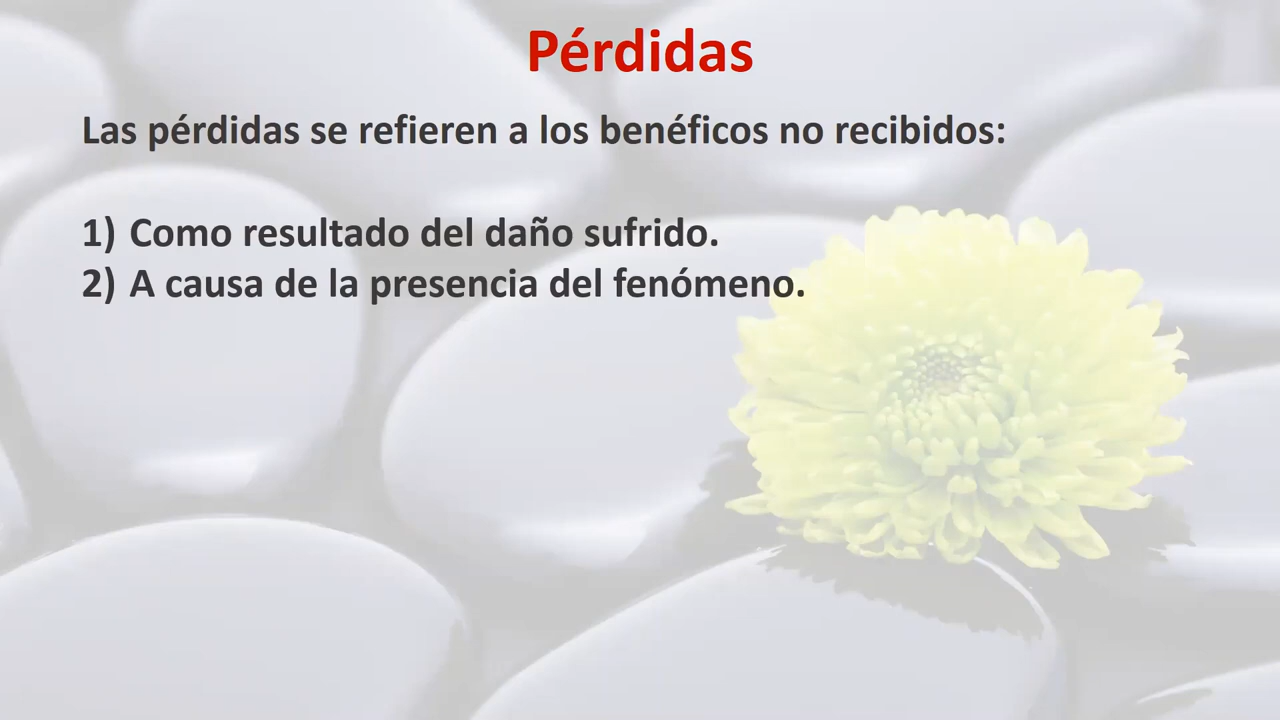 Pérdidas
Las pérdidas se refieren a los benéficos no recibidos:
1) Como resultado del daño sufrido.
2) A causa de la presencia del fenómeno.